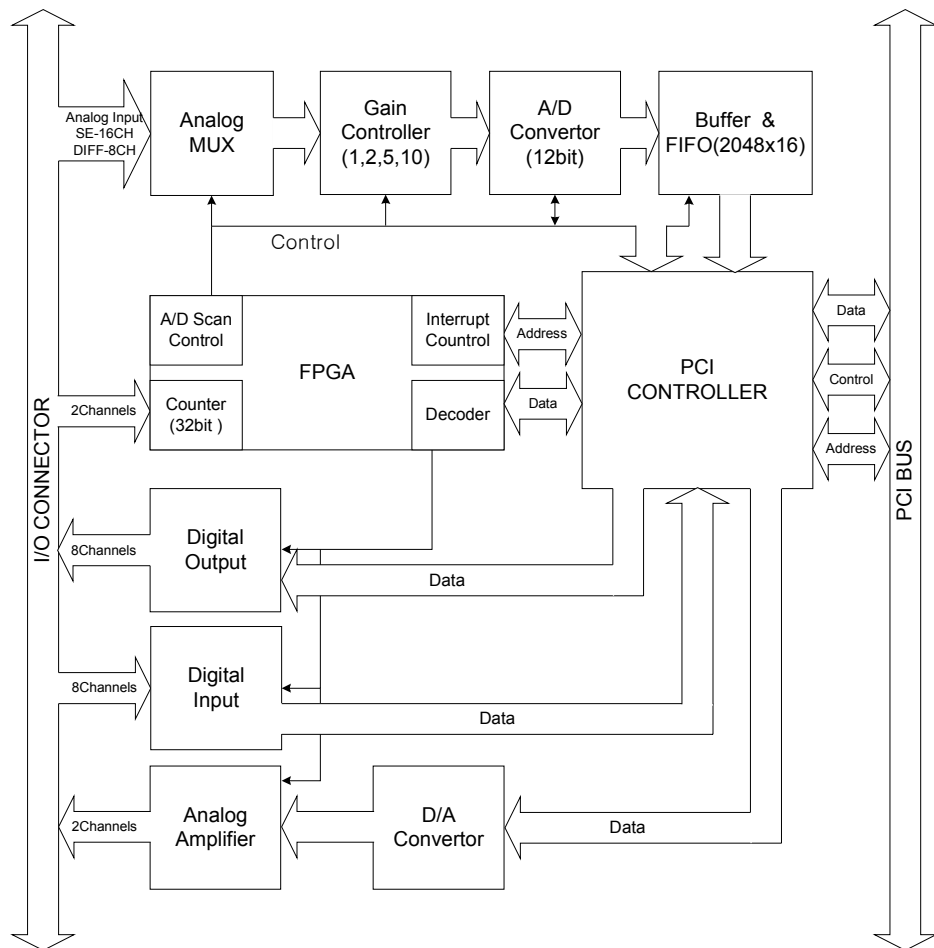 Analog Input
SE-16CH
DIFF-8CH
Analog
MUX
Gain
Controller
(1,2,5,10)
A/D
Convertor
(12bit)
Buffer &
FIFO(2048x16)
Control
A/D Scan
Control
Interrupt
Countrol
FPGA
Counter
(32bit )
Decoder
2Channels
Address
Data
PCI
CONTROLLER
Data
Control
Address
I/O CONNECTOR
PCI BUS
8Channels
Digital
Output
Data
8Channels
Digital
Input
Data
2Channels
Analog
Amplifier
D/A
Convertor
Data